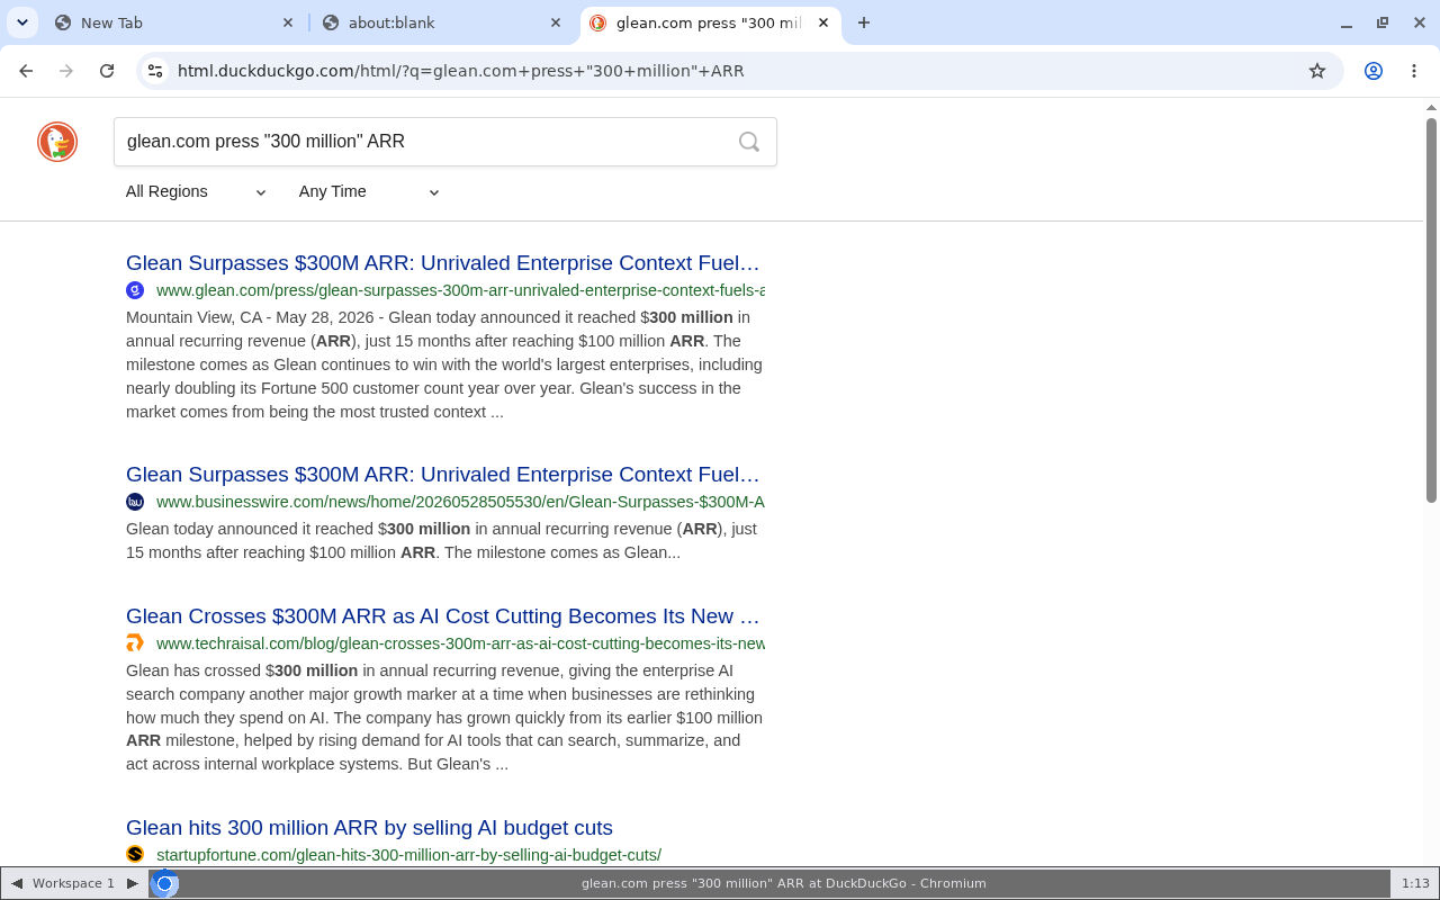 New Tab
about:blank
glean.com press "300 mil
html.duckduckgo.com/html/?q=glean.com+press+"300+million"+ARR
glean.com press "300 million" ARR
All Regions
Any Time
Glean Surpasses $300M ARR: Unrivaled Enterprise Context Fuel…
www.glean.com/press/glean-surpasses-300m-arr-unrivaled-enterprise-context-fuels-a
Mountain View, CA - May 28, 2026 - Glean today announced it reached $300 million in
annual recurring revenue (ARR), just 15 months after reaching $100 million ARR. The
milestone comes as Glean continues to win with the world's largest enterprises, including
nearly doubling its Fortune 500 customer count year over year. Glean's success in the
market comes from being the most trusted context ...
Glean Surpasses $300M ARR: Unrivaled Enterprise Context Fuel…
www.businesswire.com/news/home/20260528505530/en/Glean-Surpasses-$300M-A
Glean today announced it reached $300 million in annual recurring revenue (ARR), just
15 months after reaching $100 million ARR. The milestone comes as Glean...
Glean Crosses $300M ARR as AI Cost Cutting Becomes Its New …
www.techraisal.com/blog/glean-crosses-300m-arr-as-ai-cost-cutting-becomes-its-new
Glean has crossed $300 million in annual recurring revenue, giving the enterprise AI
search company another major growth marker at a time when businesses are rethinking
how much they spend on AI. The company has grown quickly from its earlier $100 million
ARR milestone, helped by rising demand for AI tools that can search, summarize, and
act across internal workplace systems. But Glean's ...
Glean hits 300 million ARR by selling AI budget cuts
startupfortune.com/glean-hits-300-million-arr-by-selling-ai-budget-cuts/
Workspace 1
glean.com press "300 million" ARR at DuckDuckGo - Chromium
1:13